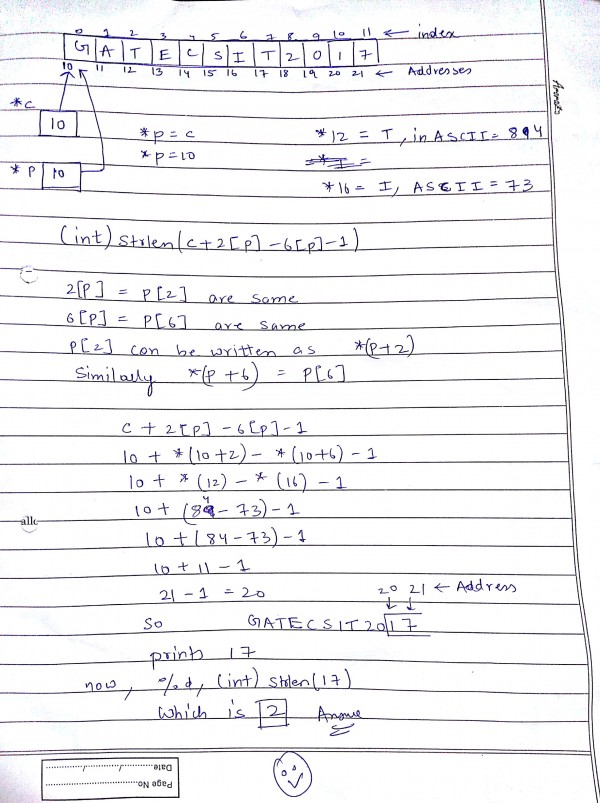 0 1 2 3 4 5 6 7 8 9 10 11 ← index
G A T E C S I T 2 0 1 7
10 11 12 13 14 15 16 17 18 19 20 21 ← Addresses
*c
10
*p = c
*12 = T, in ASCII = 84
*p = 10
*P 10
*16 = I, ASCII = 73
(int) strlen(c+2[p]-6[p]-1)
2[P] = P[2] are same
6[P] = P[6] are same
P[2] can be written as *(p+2)
Similarly *(p+6) = P[6]
c + 2[p] - 6[p] - 1
10 + *(10+2) - *(10+6) - 1
10 + *(12) - *(16) - 1
10 + (84 - 73) - 1
10 + (84 - 73) - 1
10 + 11 - 1
21 - 1 = 20
20 21 ← Address
So GATECSIT2017
prints 17
now, %d, (int) strlen(17)
Which is 2
allo
Page No.
Date